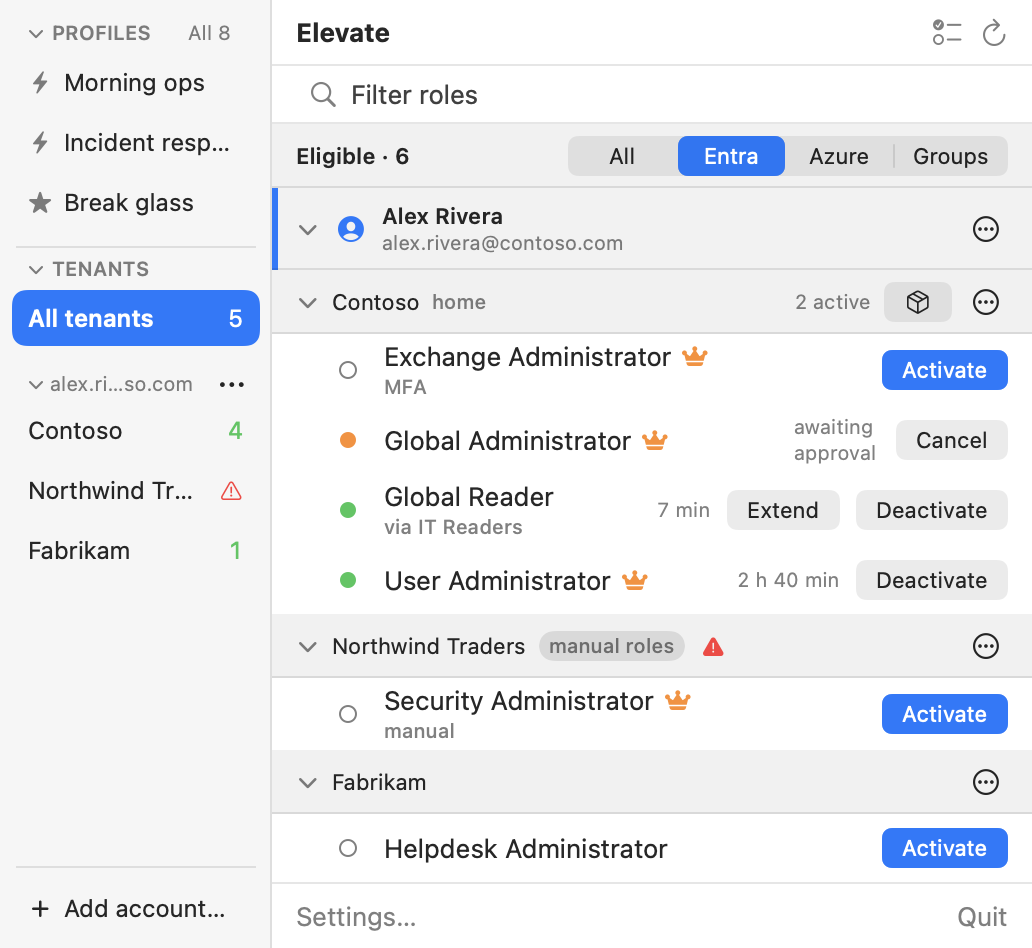 PROFILES All 8
Morning ops
Incident resp...
Break glass
TENANTS
All tenants 5
alex.ri...so.com
Contoso 4
Northwind Tr...
Fabrikam 1
+ Add account...
Elevate
Filter roles
Eligible · 6 All Entra Azure Groups
Alex Rivera
alex.rivera@contoso.com
Contoso home 2 active
Exchange Administrator Activate
MFA
Global Administrator awaiting approval Cancel
Global Reader 7 min Extend Deactivate
via IT Readers
User Administrator 2 h 40 min Deactivate
Northwind Traders manual roles
Security Administrator Activate
manual
Fabrikam
Helpdesk Administrator Activate
Settings... Quit